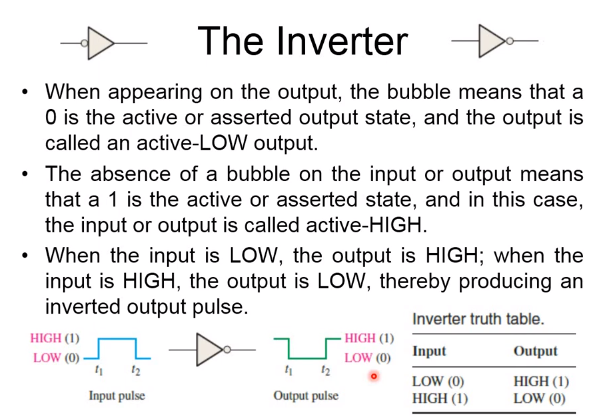 The Inverter
• When appearing on the output, the bubble means that a
0 is the active or asserted output state, and the output is
called an active-LOW output.
• The absence of a bubble on the input or output means
that a 1 is the active or asserted state, and in this case,
the input or output is called active-HIGH.
• When the input is LOW, the output is HIGH; when the
input is HIGH, the output is LOW, thereby producing an
inverted output pulse.
HIGH (1)
LOW (0)
t1 t2
Input pulse
HIGH (1)
LOW (0)
t1 t2
Output pulse
Inverter truth table.
Input Output
LOW (0) HIGH (1)
HIGH (1) LOW (0)